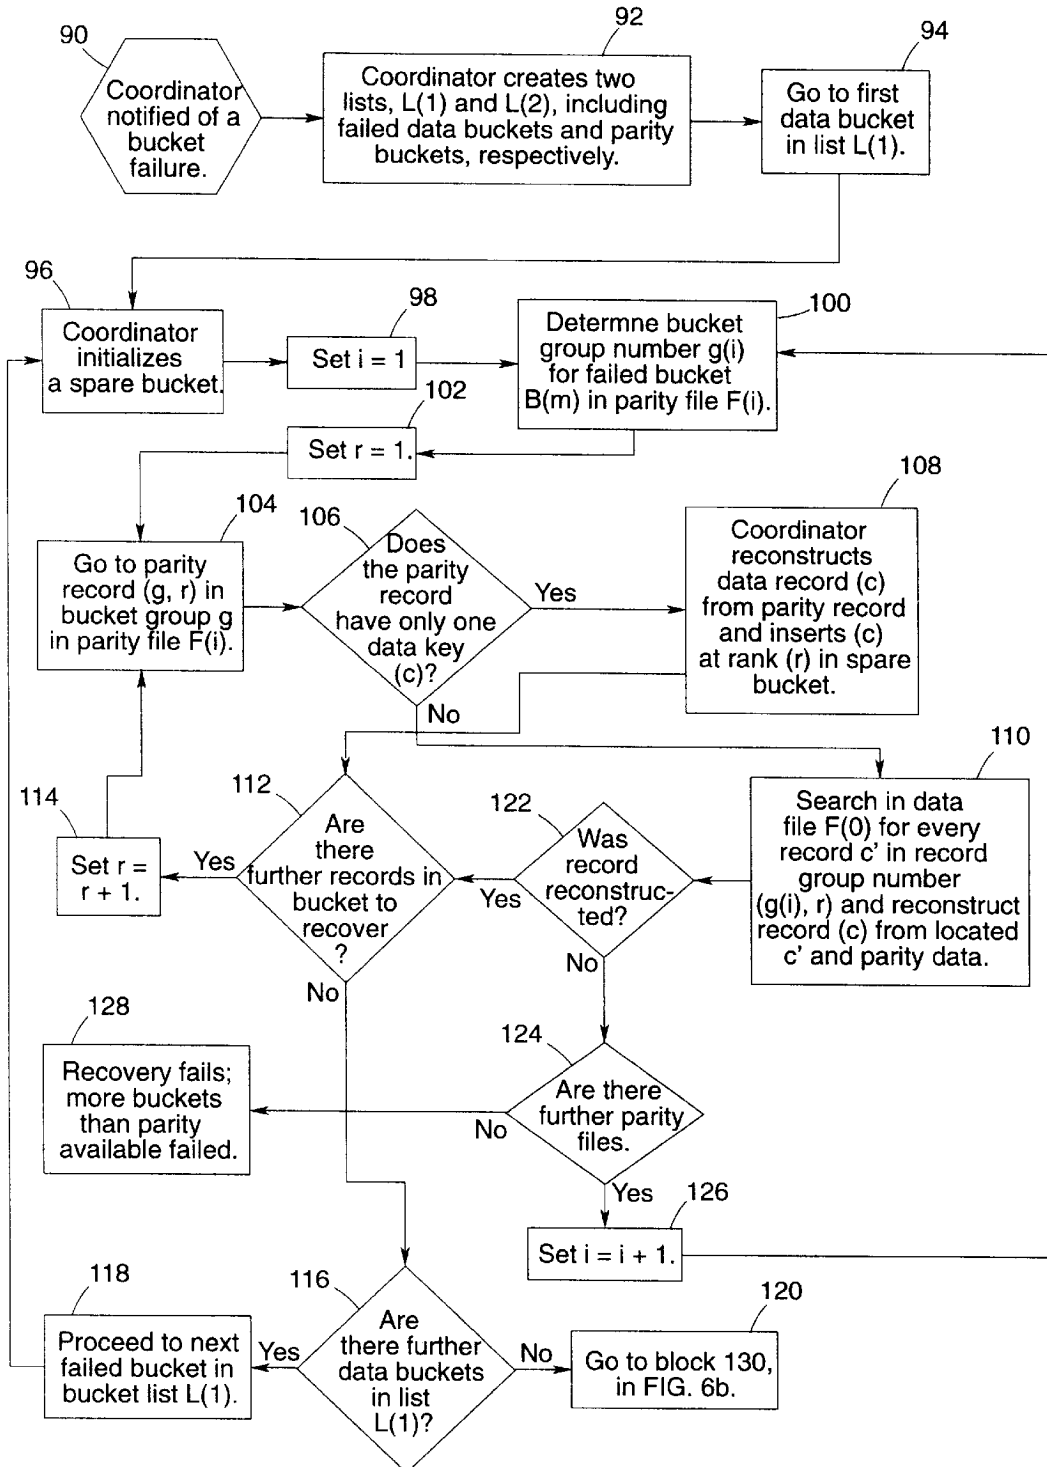 90
Coordinator
notified of a
bucket
failure.
92
Coordinator creates two
lists, L(1) and L(2), including
failed data buckets and parity
buckets, respectively.
94
Go to first
data bucket
in list L(1).
96
Coordinator
initializes
a spare bucket.
98
Set i = 1
100
Determne bucket
group number g(i)
for failed bucket
B(m) in parity file F(i).
102
Set r = 1.
104
Go to parity
record (g, r) in
bucket group g
in parity file F(i).
106
Does
the parity
record
have only one
data key
(c)?
Yes
No
108
Coordinator
reconstructs
data record (c)
from parity record
and inserts (c)
at rank (r) in spare
bucket.
110
Search in data
file F(0) for every
record c' in record
group number
(g(i), r) and reconstruct
record (c) from located
c' and parity data.
122
Was
record
reconstruc-
ted?
Yes
No
112
Are
there
further records in
bucket to
recover
?
Yes
No
114
Set r =
r + 1.
124
Are there
further parity
files.
No
Yes
128
Recovery fails;
more buckets
than parity
available failed.
126
Set i = i + 1.
116
Are
there further
data buckets
in list
L(1)?
Yes
No
118
Proceed to next
failed bucket in
bucket list L(1).
120
Go to block 130,
in FIG. 6b.